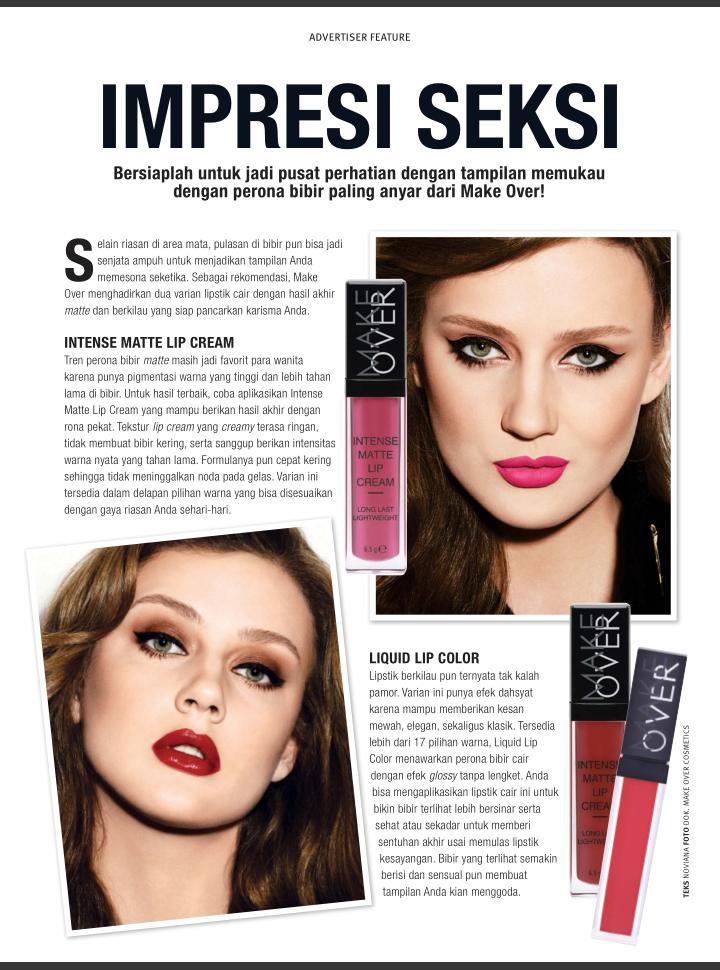 ADVERTISER FEATURE
IMPRESI SEKSI
Bersiaplah untuk jadi pusat perhatian dengan tampilan memukau
dengan perona bibir paling anyar dari Make Over!
Selain riasan di area mata, pulasan di bibir pun bisa jadi
senjata ampuh untuk menjadikan tampilan Anda
memesona seketika. Sebagai rekomendasi, Make
Over menghadirkan dua varian lipstik cair dengan hasil akhir
matte dan berkilau yang siap pancarkan karisma Anda.
INTENSE MATTE LIP CREAM
Tren perona bibir matte masih jadi favorit para wanita
karena punya pigmentasi warna yang tinggi dan lebih tahan
lama di bibir. Untuk hasil terbaik, coba aplikasikan Intense
Matte Lip Cream yang mampu berikan hasil akhir dengan
rona pekat. Tekstur lip cream yang creamy terasa ringan,
tidak membuat bibir kering, serta sanggup berikan intensitas
warna nyata yang tahan lama. Formulanya pun cepat kering
sehingga tidak meninggalkan noda pada gelas. Varian ini
tersedia dalam delapan pilihan warna yang bisa disesuaikan
dengan gaya riasan Anda sehari-hari.
MAKE
OVER
INTENSE
MATTE
LIP
CREAM
LONG LAST
LIGHTWEIGHT
6.5 g ℮
LIQUID LIP COLOR
Lipstik berkilau pun ternyata tak kalah
pamor. Varian ini punya efek dahsyat
karena mampu memberikan kesan
mewah, elegan, sekaligus klasik. Tersedia
lebih dari 17 pilihan warna, Liquid Lip
Color menawarkan perona bibir cair
dengan efek glossy tanpa lengket. Anda
bisa mengaplikasikan lipstik cair ini untuk
bikin bibir terlihat lebih bersinar serta
sehat atau sekadar untuk memberi
sentuhan akhir usai memulas lipstik
kesayangan. Bibir yang terlihat semakin
berisi dan sensual pun membuat
tampilan Anda kian menggoda.
MAKE
OVER
INTENS
MATTE
LIP
CREA
LONG L
LIGHTW
6.5
MAKE
OVER
TEKS NOVIANA FOTO DOK. MAKE OVER COSMETICS